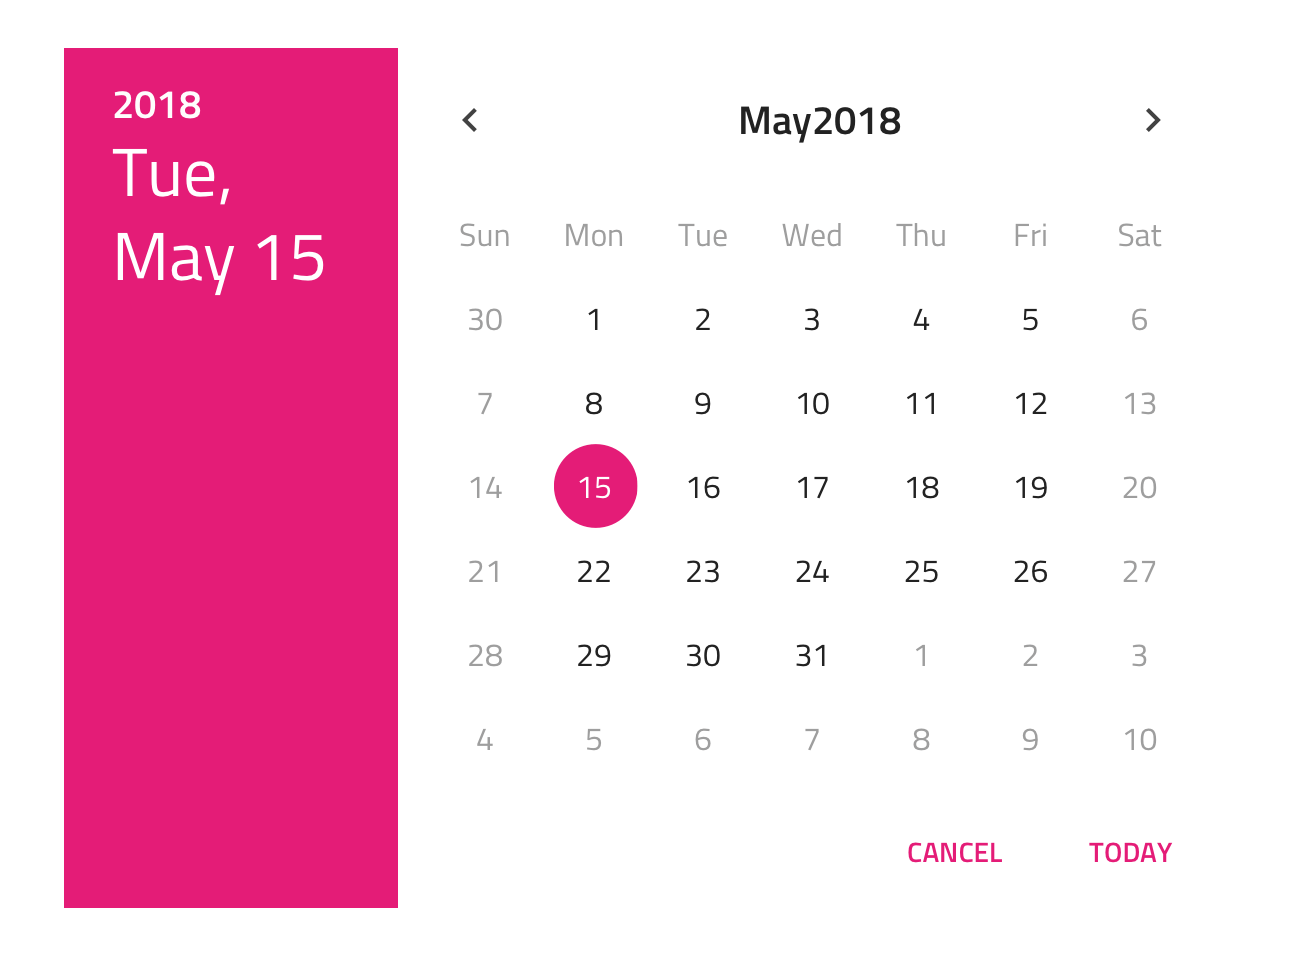 2018
Tue,
May 15
May2018
Sun Mon Tue Wed Thu Fri Sat
30 1 2 3 4 5 6
7 8 9 10 11 12 13
14 15 16 17 18 19 20
21 22 23 24 25 26 27
28 29 30 31 1 2 3
4 5 6 7 8 9 10
CANCEL TODAY